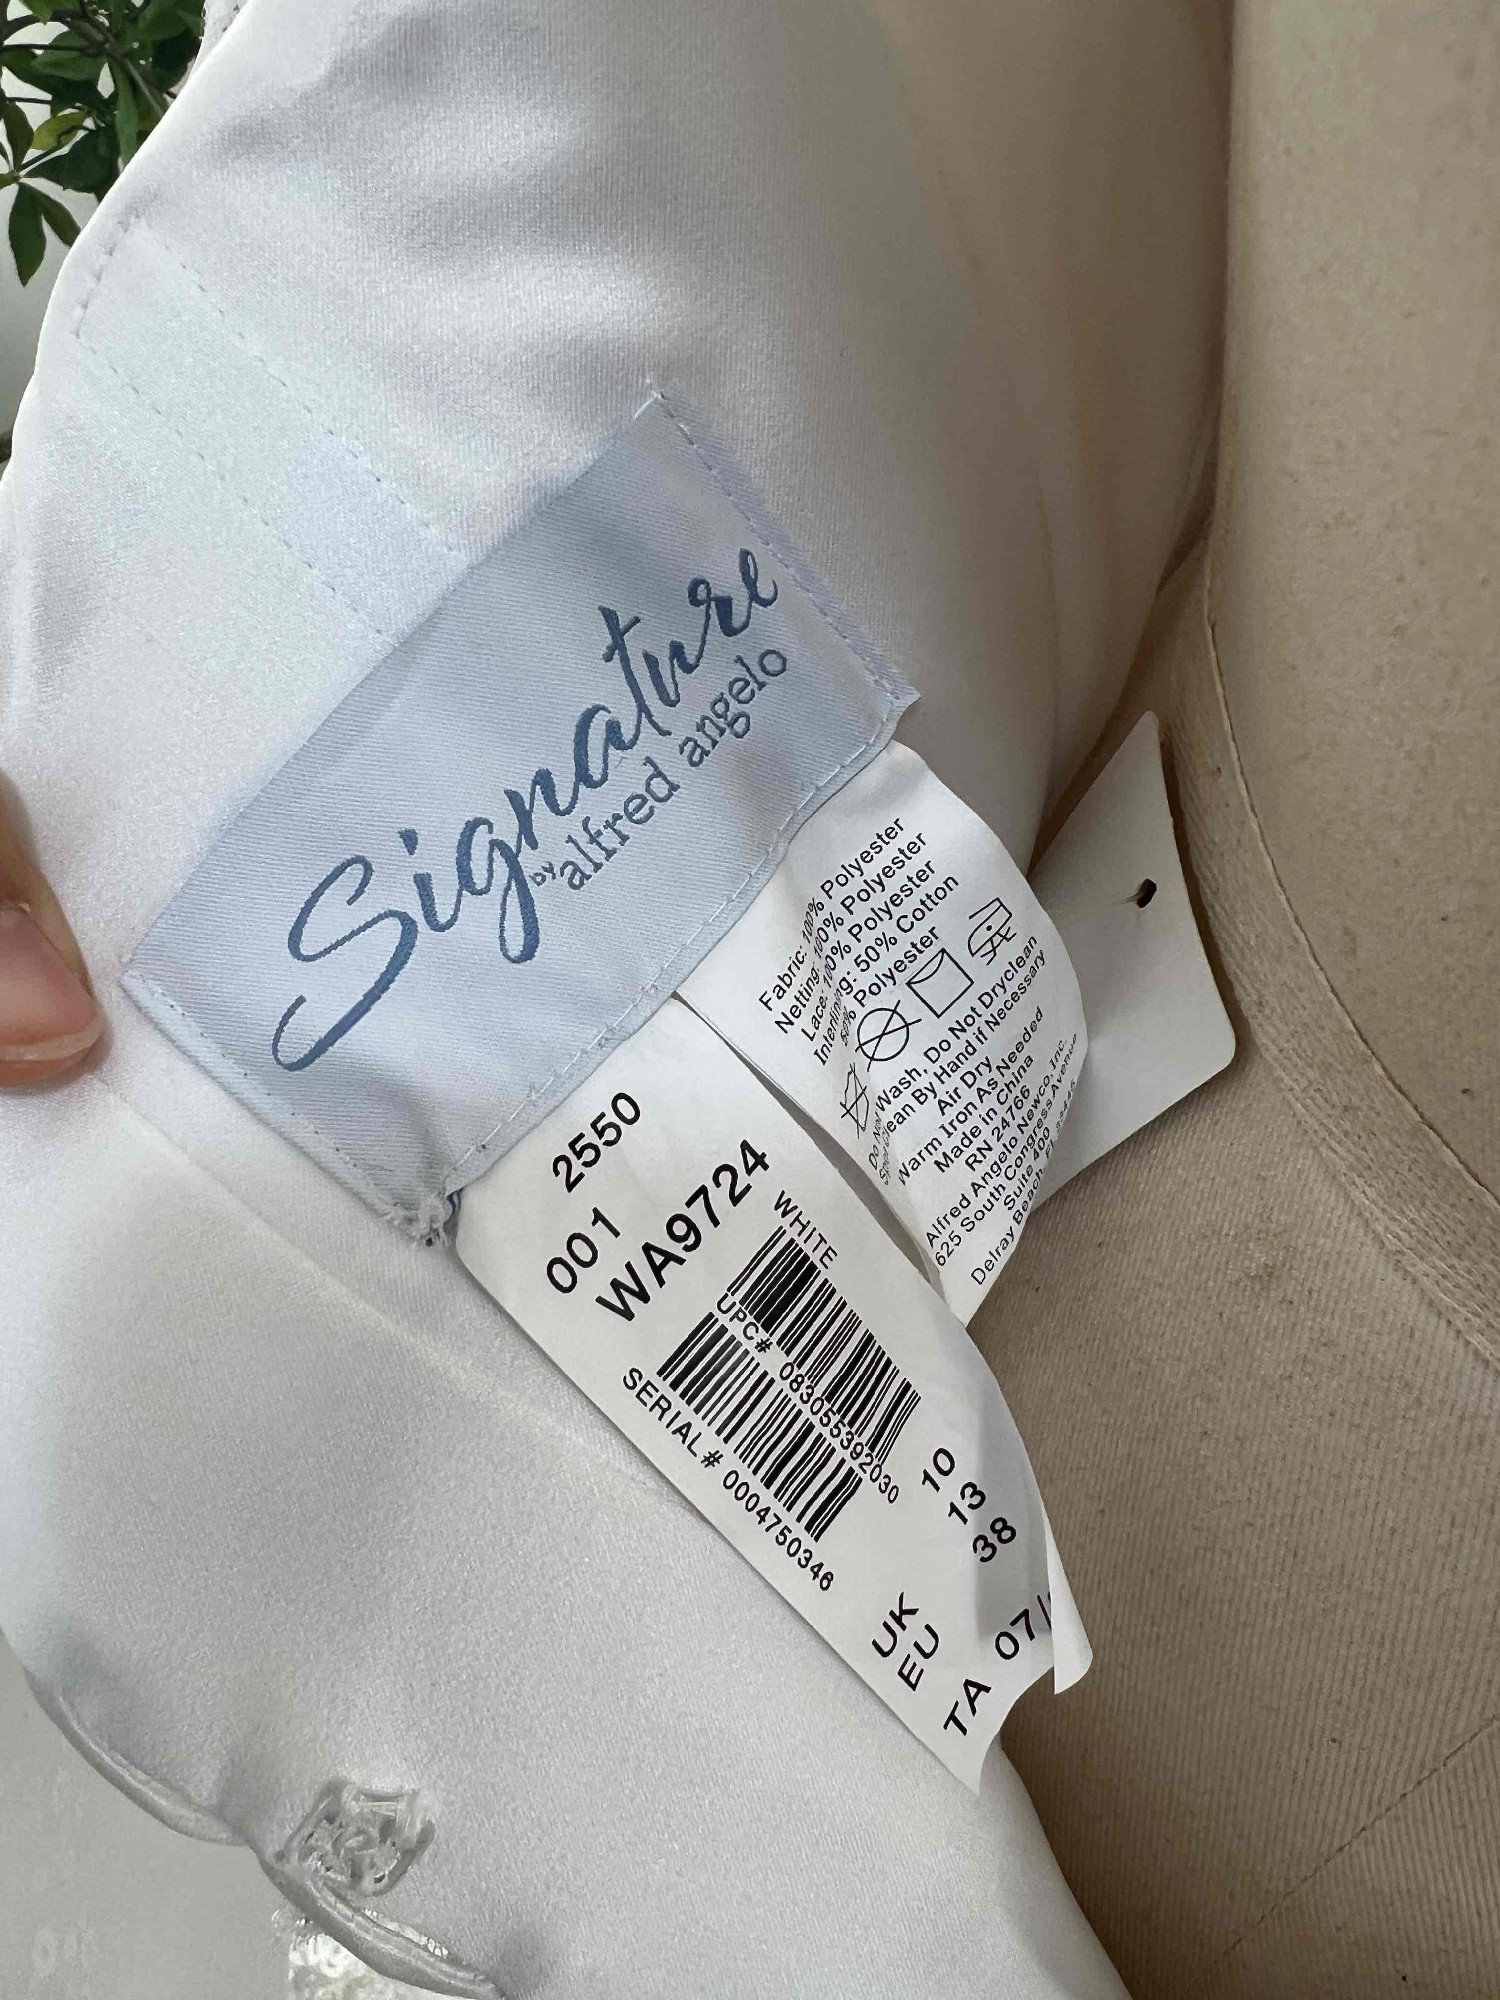 Signature
by alfred angelo
Fabric: 100% Polyester
Netting: 100% Polyester
Lace: 100% Polyester
Interlining: 50% Cotton
50% Polyester
Do Not Wash, Do Not Dryclean
Spot Clean By Hand if Necessary
Air Dry
Warm Iron As Needed
Made in China
RN 24766
Alfred Angelo Newco, Inc.
625 South Congress Avenue
Suite 400
Delray Beach, FL 33445
2550
001
WA9724
WHITE
UPC# 083055392030
SERIAL# 0004750346
10
UK 13
EU 38
TA 07/